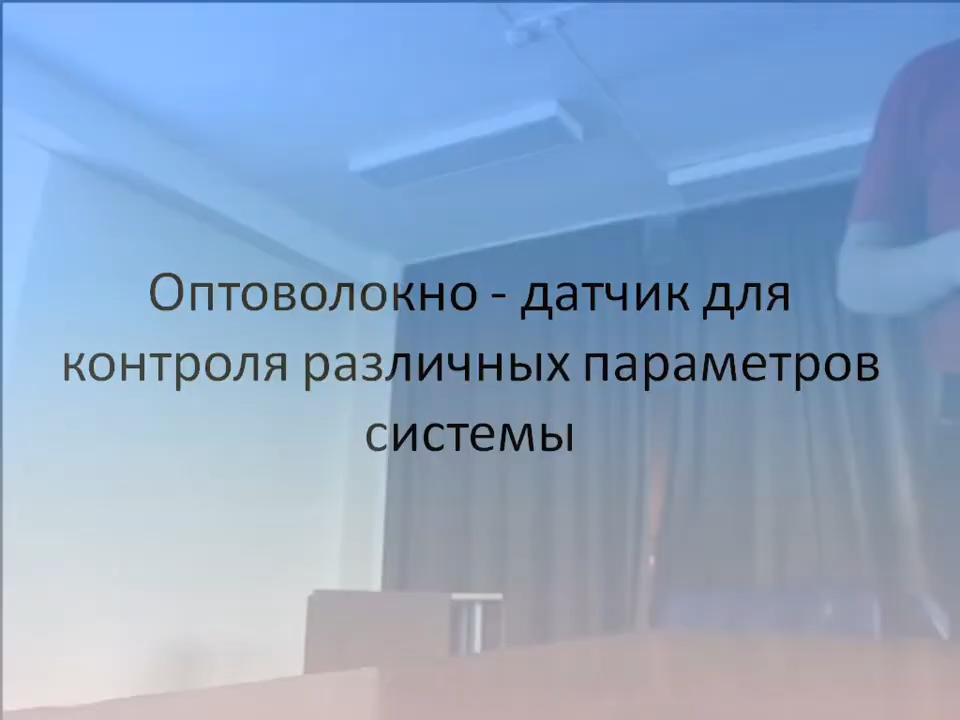 Оптоволокно - датчик для
контроля различных параметров
системы